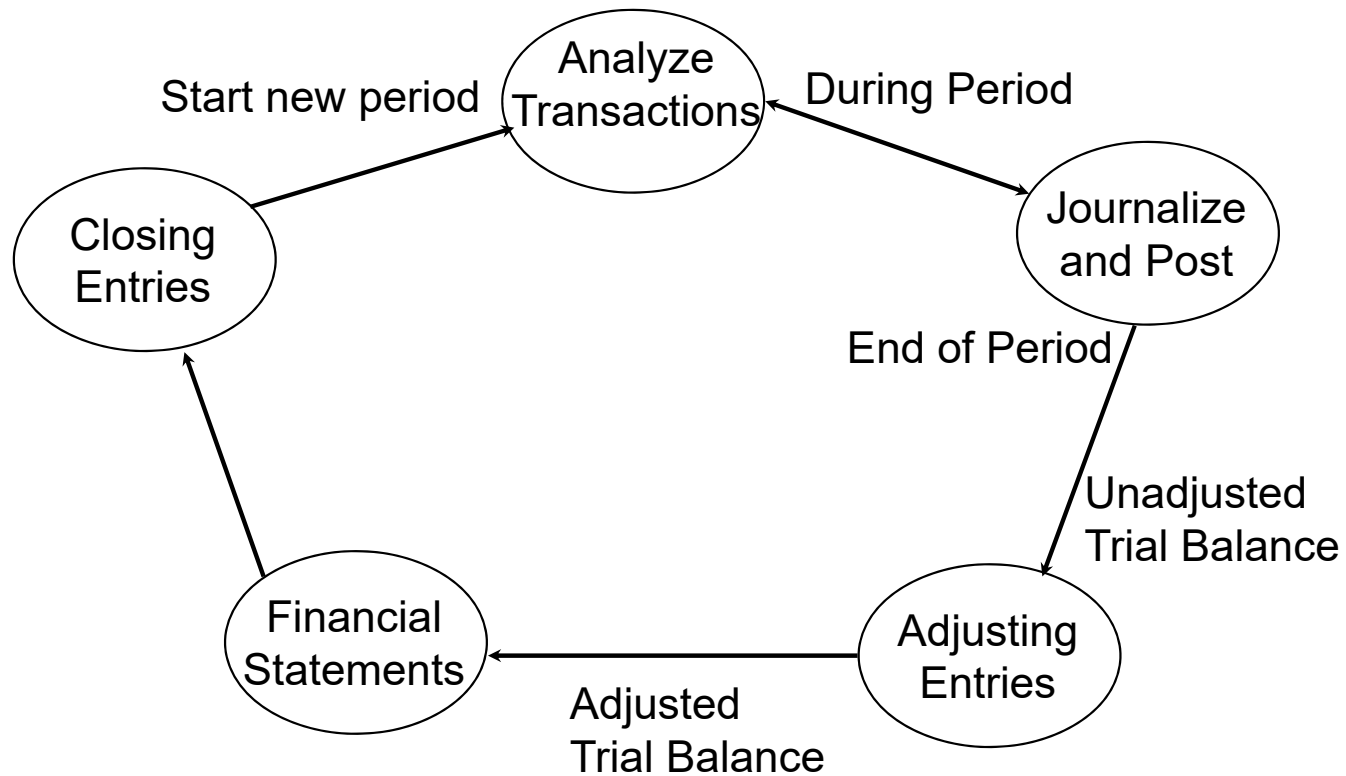 Analyze
Transactions
During Period
Journalize
and Post
End of Period
Unadjusted
Trial Balance
Adjusting
Entries
Adjusted
Trial Balance
Financial
Statements
Closing
Entries
Start new period